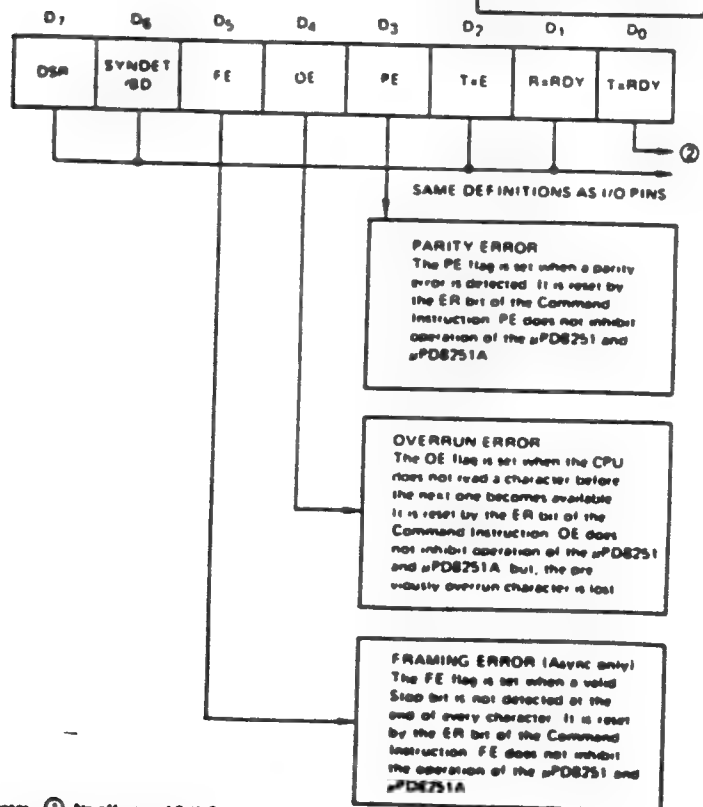 D7 D6 D5 D4 D3 D2 D1 D0
DSR SYNDET /BD FE OE PE TxE RxRDY TxRDY
②
SAME DEFINITIONS AS I/O PINS
PARITY ERROR
The PE flag is set when a parity
error is detected. It is reset by
the ER bit of the Command
Instruction. PE does not inhibit
operation of the µPD8251 and
µPD8251A
OVERRUN ERROR
The OE flag is set when the CPU
does not read a character before
the next one becomes available
It is reset by the ER bit of the
Command Instruction. OE does
not inhibit operation of the µPD8251
and µPD8251A but, the pre
viously overrun character is lost
FRAMING ERROR (Async only)
The FE flag is set when a valid
Stop bit is not detected at the
end of every character. It is reset
by the ER bit of the Command
Instruction. FE does not inhibit
the operation of the µPD8251 and
µPD8251A